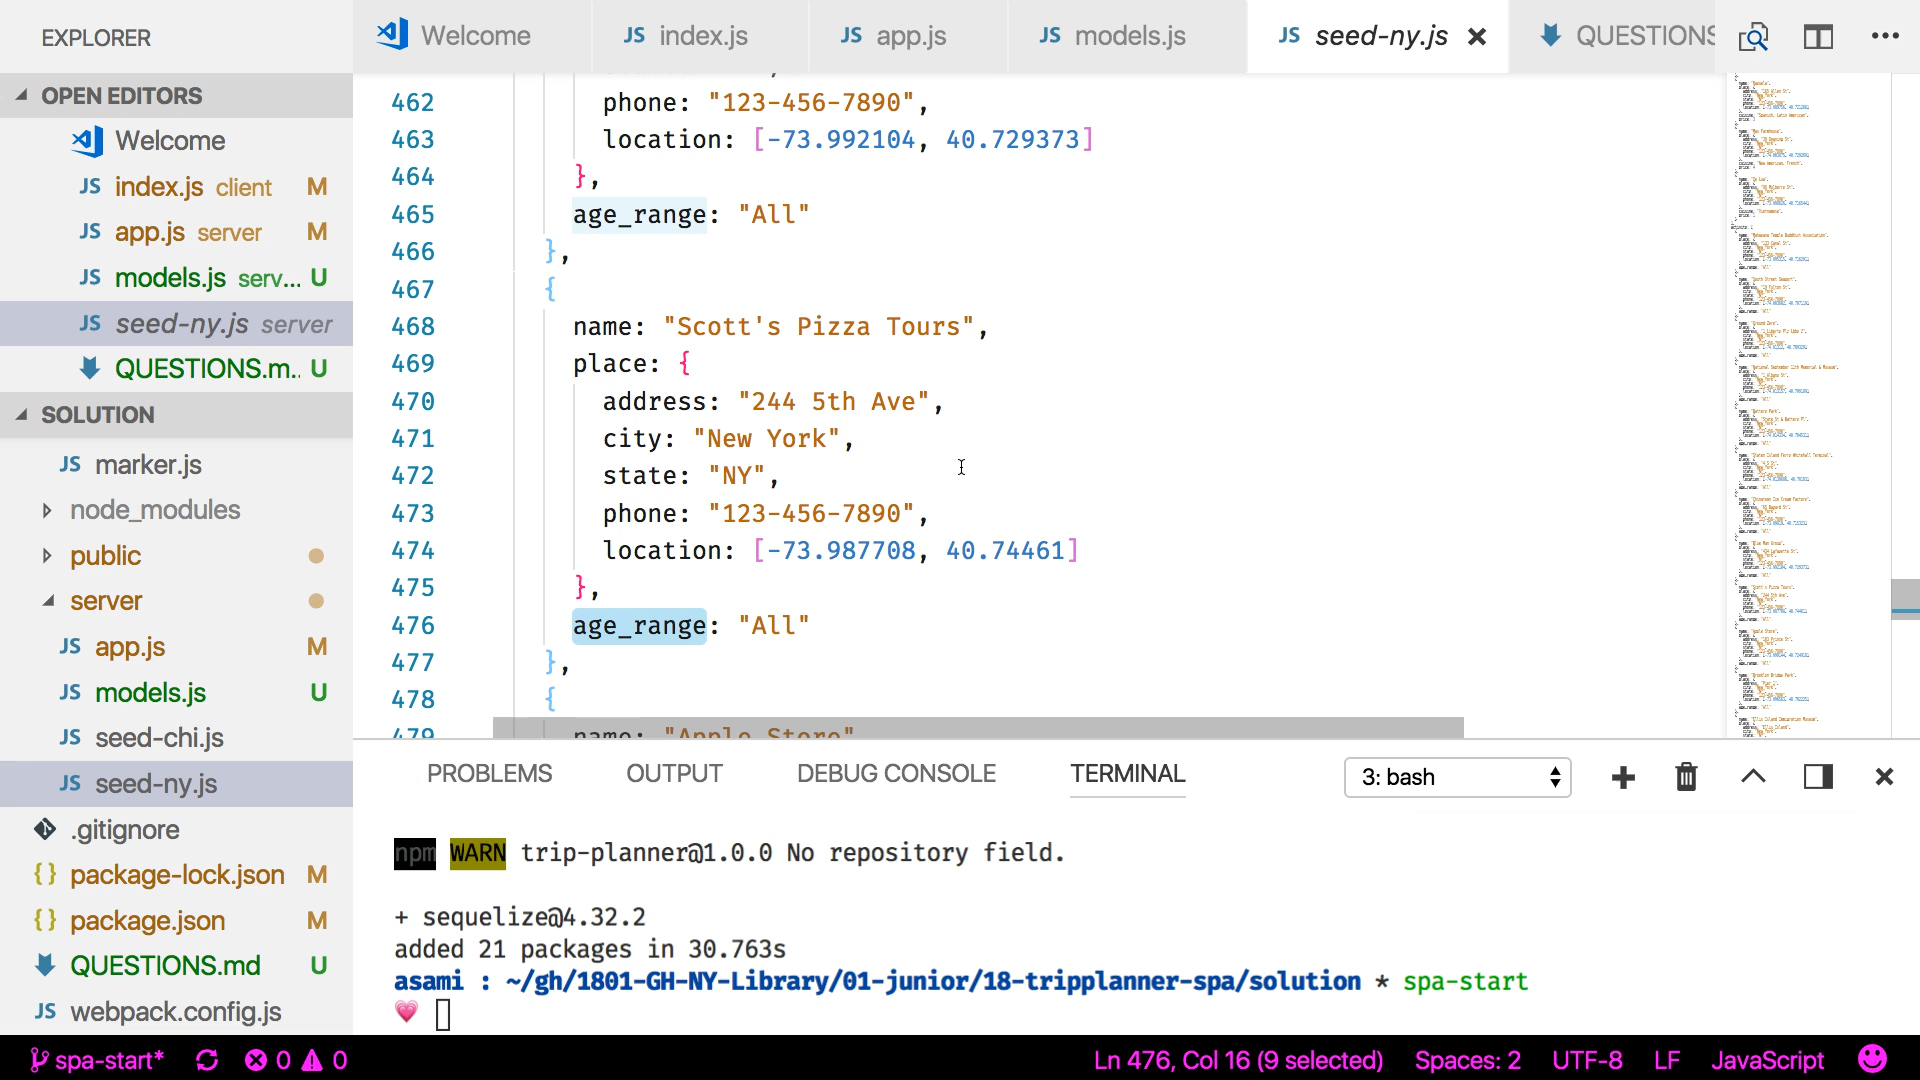 EXPLORER
OPEN EDITORS
Welcome
JS index.js client M
JS app.js server M
JS models.js serv... U
JS seed-ny.js server
QUESTIONS.m.. U
SOLUTION
JS marker.js
node_modules
public
server
JS app.js M
JS models.js U
JS seed-chi.js
JS seed-ny.js
.gitignore
{} package-lock.json M
{} package.json M
QUESTIONS.md U
JS webpack.config.js
Welcome
JS index.js
JS app.js
JS models.js
JS seed-ny.js
QUESTIONS
462 phone: "123-456-7890",
463 location: [-73.992104, 40.729373]
464 },
465 age_range: "All"
466 },
467 {
468 name: "Scott's Pizza Tours",
469 place: {
470 address: "244 5th Ave",
471 city: "New York",
472 state: "NY",
473 phone: "123-456-7890",
474 location: [-73.987708, 40.74461]
475 },
476 age_range: "All"
477 },
478 {
479 name: "Apple Store"
PROBLEMS OUTPUT DEBUG CONSOLE TERMINAL
3: bash
npm WARN trip-planner@1.0.0 No repository field.
+ sequelize@4.32.2
added 21 packages in 30.763s
asami : ~/gh/1801-GH-NY-Library/01-junior/18-tripplanner-spa/solution * spa-start
spa-start* 0 0
Ln 476, Col 16 (9 selected) Spaces: 2 UTF-8 LF JavaScript